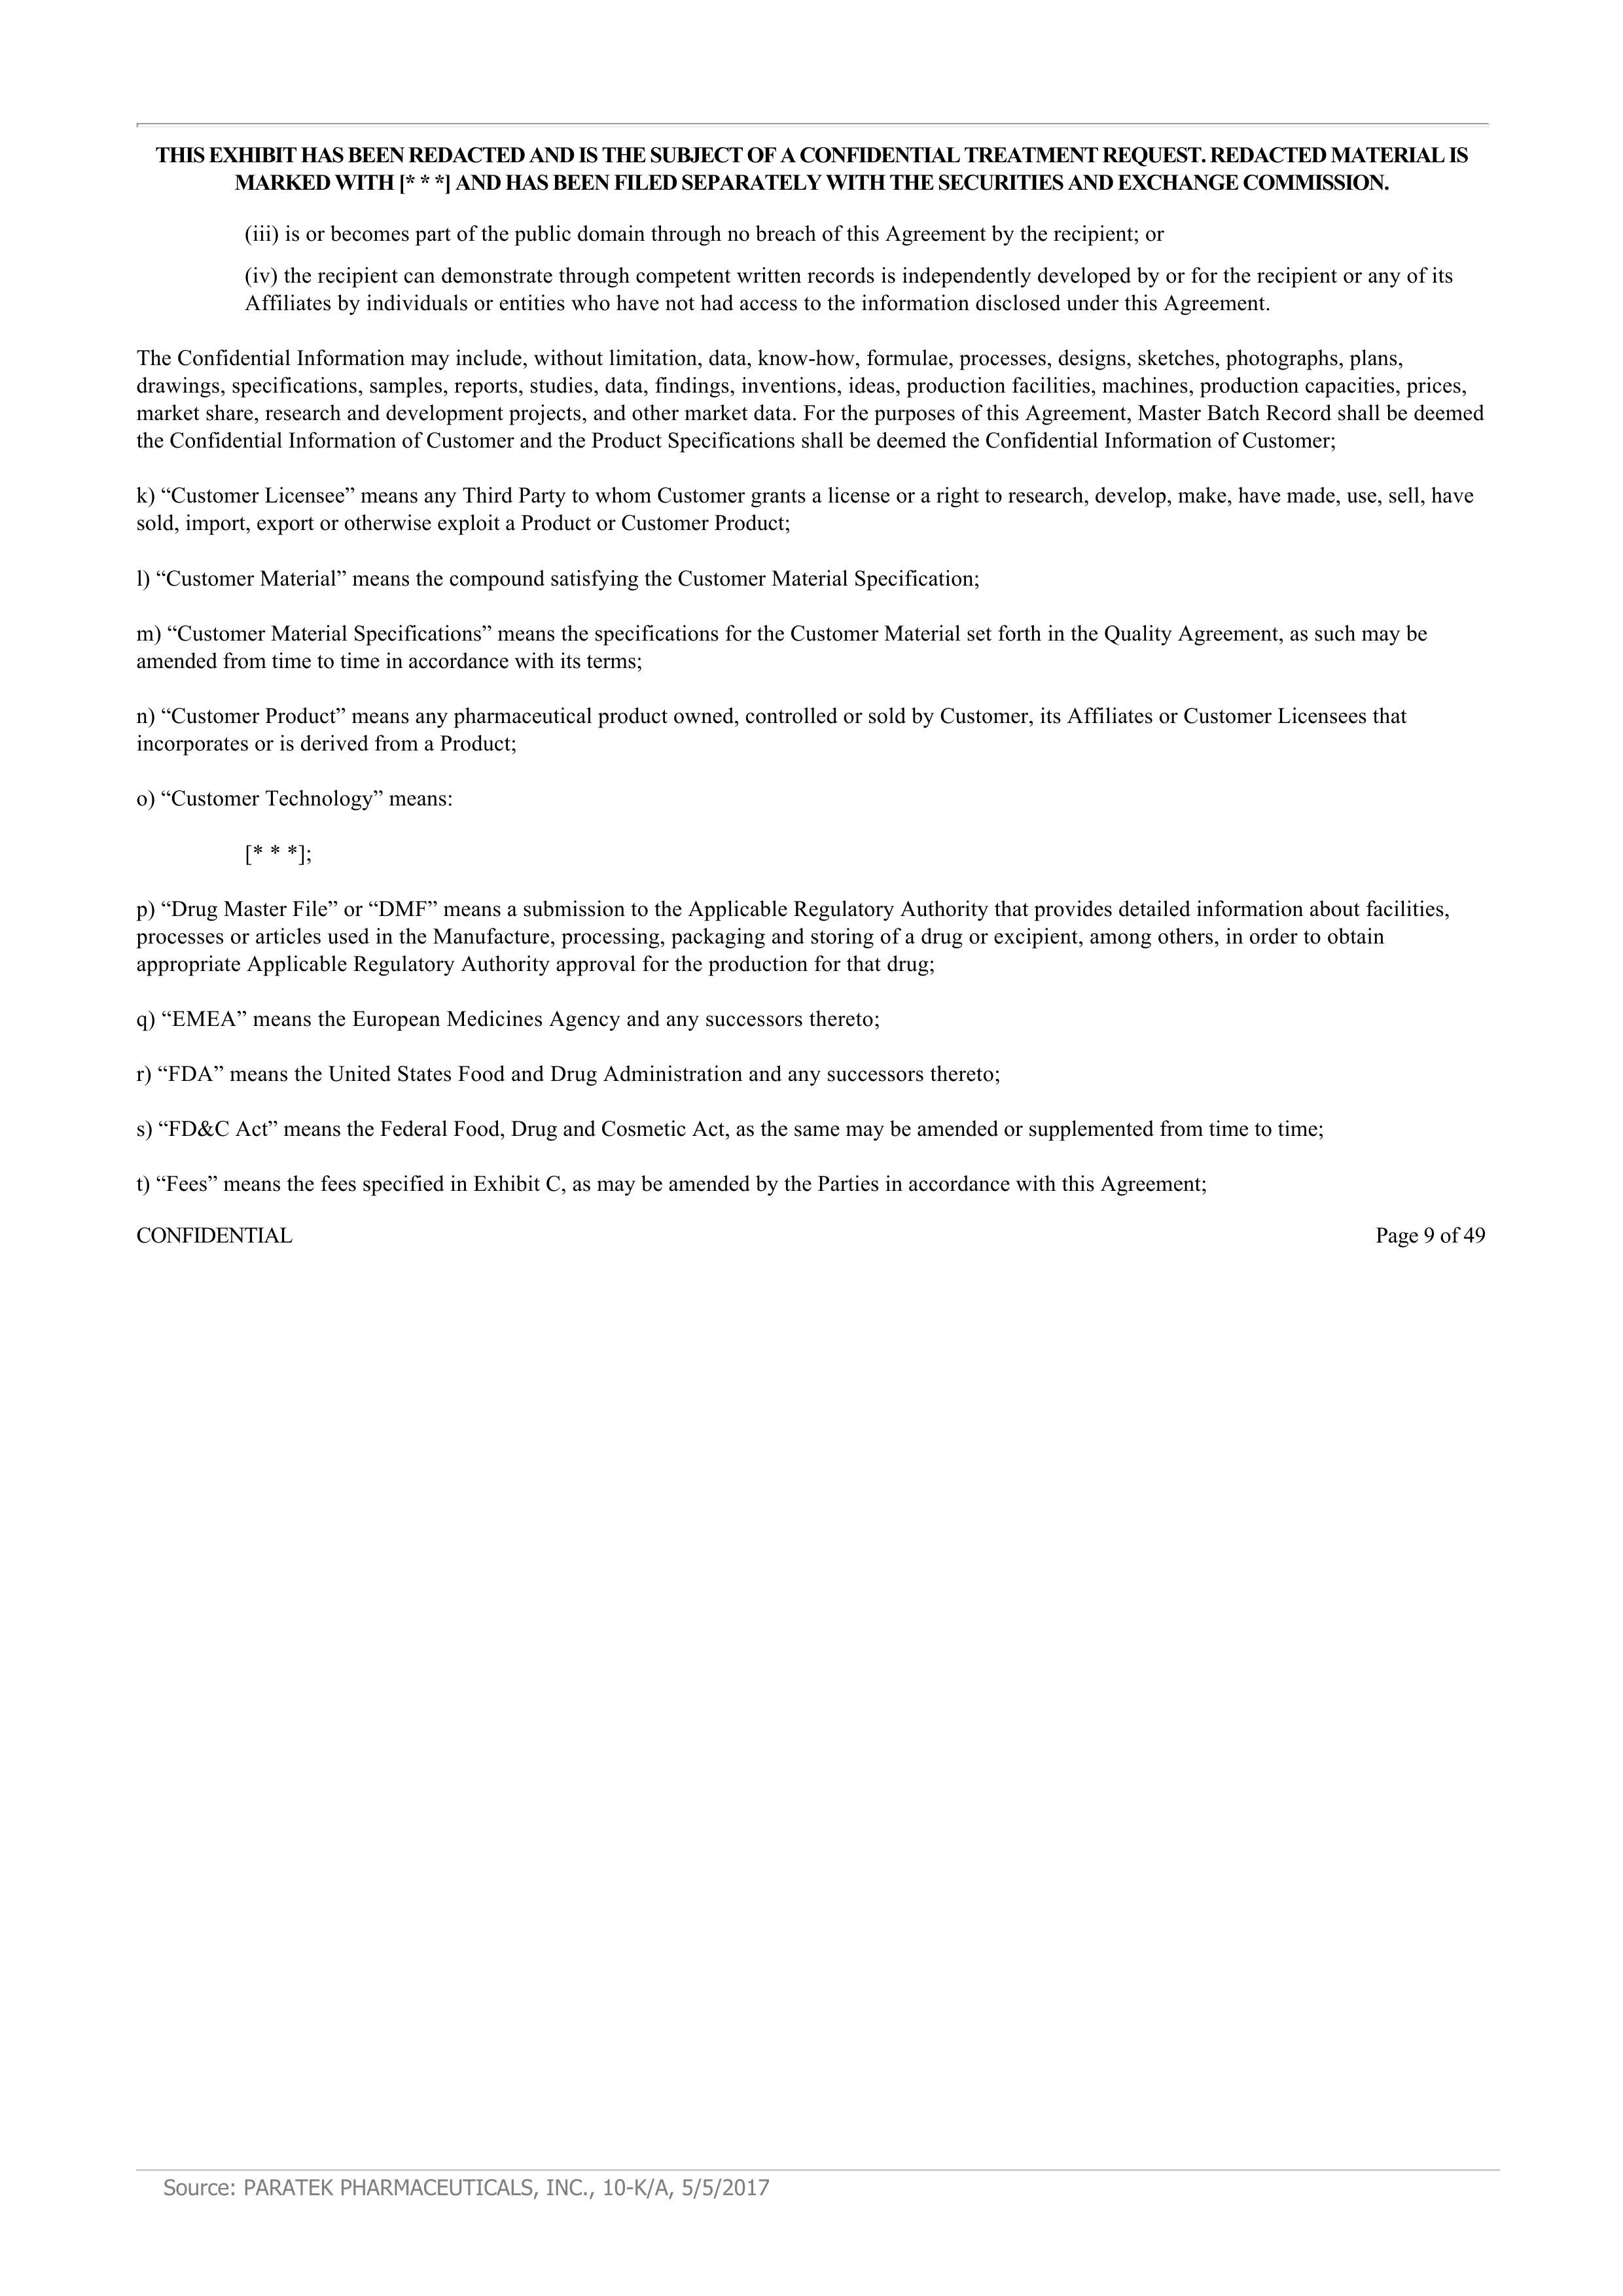 THIS EXHIBIT HAS BEEN REDACTED AND IS THE SUBJECT OF A CONFIDENTIAL TREATMENT REQUEST. REDACTED MATERIAL IS
MARKED WITH [* * *] AND HAS BEEN FILED SEPARATELY WITH THE SECURITIES AND EXCHANGE COMMISSION.
(iii) is or becomes part of the public domain through no breach of this Agreement by the recipient; or
(iv) the recipient can demonstrate through competent written records is independently developed by or for the recipient or any of its
Affiliates by individuals or entities who have not had access to the information disclosed under this Agreement.
The Confidential Information may include, without limitation, data, know-how, formulae, processes, designs, sketches, photographs, plans,
drawings, specifications, samples, reports, studies, data, findings, inventions, ideas, production facilities, machines, production capacities, prices,
market share, research and development projects, and other market data. For the purposes of this Agreement, Master Batch Record shall be deemed
the Confidential Information of Customer and the Product Specifications shall be deemed the Confidential Information of Customer;
k) “Customer Licensee” means any Third Party to whom Customer grants a license or a right to research, develop, make, have made, use, sell, have
sold, import, export or otherwise exploit a Product or Customer Product;
l) “Customer Material” means the compound satisfying the Customer Material Specification;
m) “Customer Material Specifications” means the specifications for the Customer Material set forth in the Quality Agreement, as such may be
amended from time to time in accordance with its terms;
n) “Customer Product” means any pharmaceutical product owned, controlled or sold by Customer, its Affiliates or Customer Licensees that
incorporates or is derived from a Product;
o) “Customer Technology” means:
[* * *];
p) “Drug Master File” or “DMF” means a submission to the Applicable Regulatory Authority that provides detailed information about facilities,
processes or articles used in the Manufacture, processing, packaging and storing of a drug or excipient, among others, in order to obtain
appropriate Applicable Regulatory Authority approval for the production for that drug;
q) “EMEA” means the European Medicines Agency and any successors thereto;
r) “FDA” means the United States Food and Drug Administration and any successors thereto;
s) “FD&C Act” means the Federal Food, Drug and Cosmetic Act, as the same may be amended or supplemented from time to time;
t) “Fees” means the fees specified in Exhibit C, as may be amended by the Parties in accordance with this Agreement;
CONFIDENTIAL Page 9 of 49
Source: PARATEK PHARMACEUTICALS, INC., 10-K/A, 5/5/2017